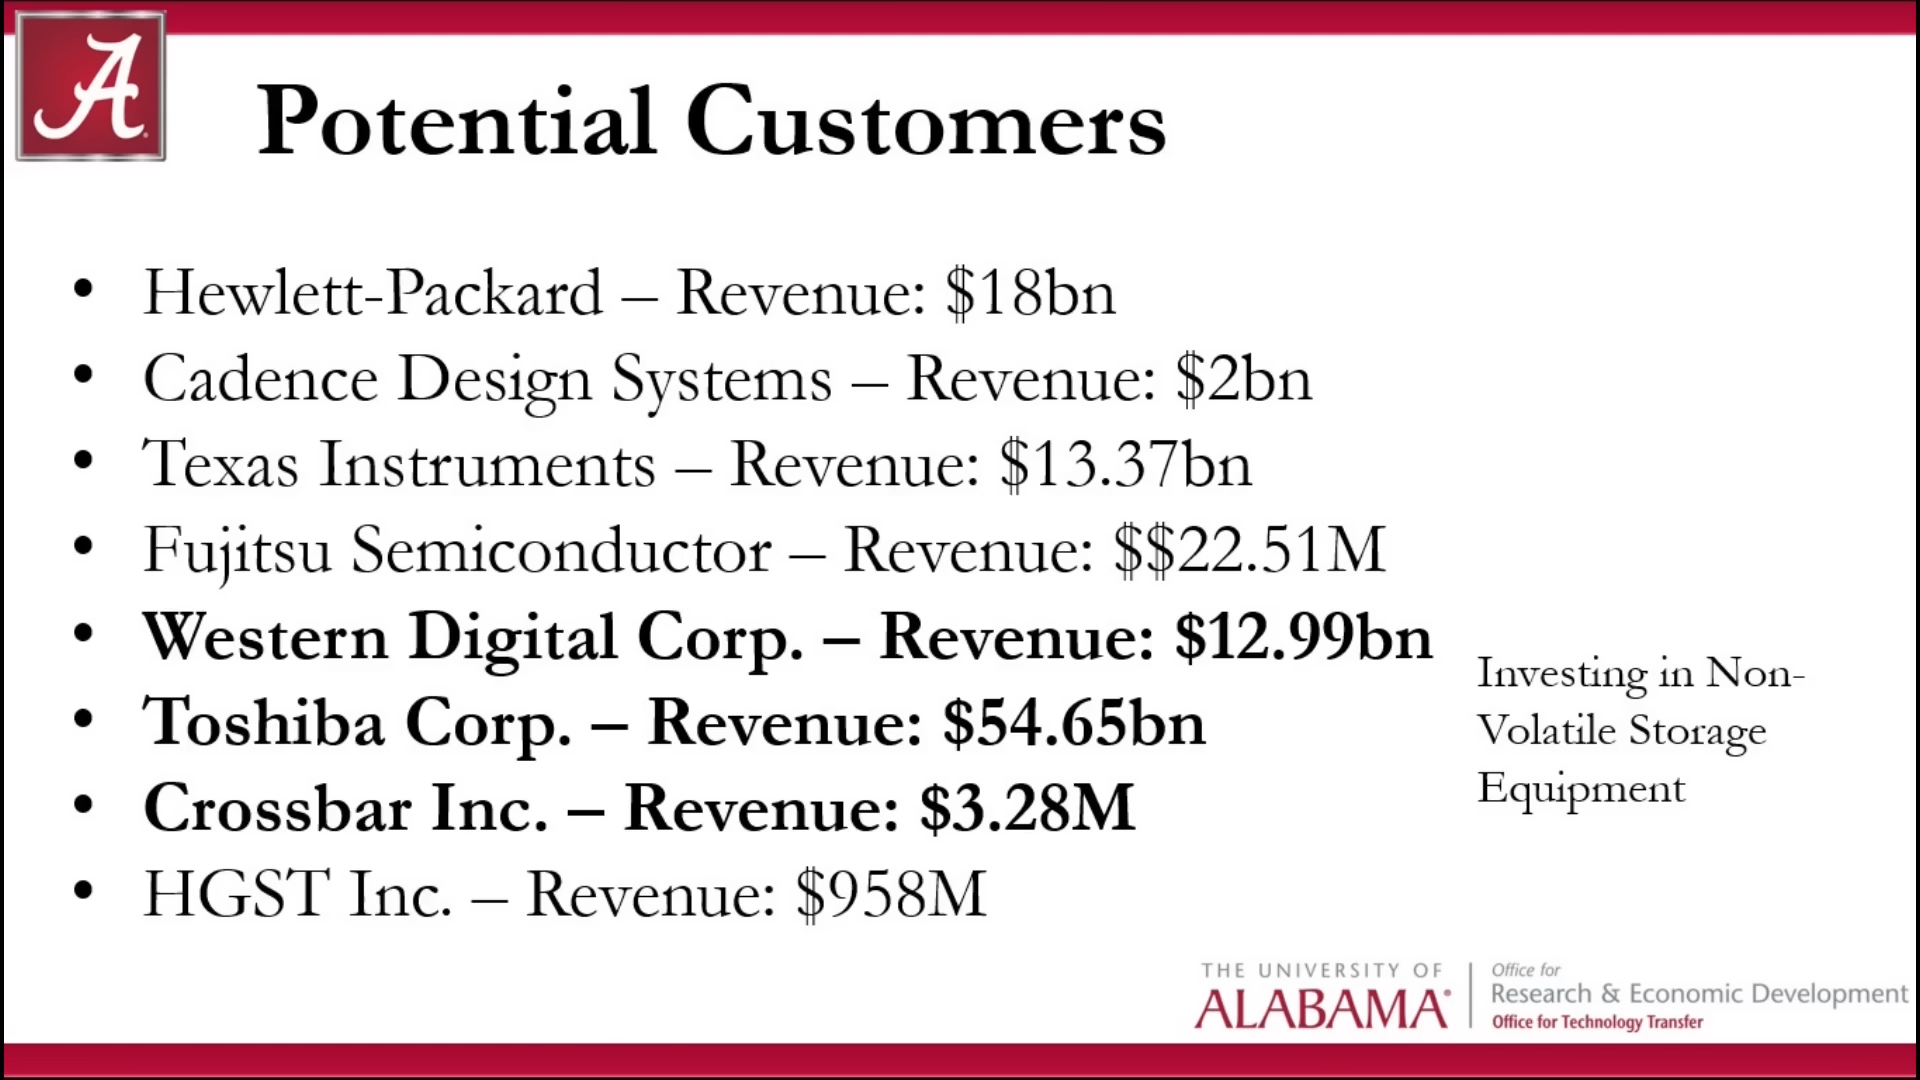 A
Potential Customers
• Hewlett-Packard – Revenue: $18bn
• Cadence Design Systems – Revenue: $2bn
• Texas Instruments – Revenue: $13.37bn
• Fujitsu Semiconductor – Revenue: $$22.51M
• Western Digital Corp. – Revenue: $12.99bn
• Toshiba Corp. – Revenue: $54.65bn
• Crossbar Inc. – Revenue: $3.28M
• HGST Inc. – Revenue: $958M
Investing in Non-
Volatile Storage
Equipment
THE UNIVERSITY OF
ALABAMA®
Office for
Research & Economic Development
Office for Technology Transfer